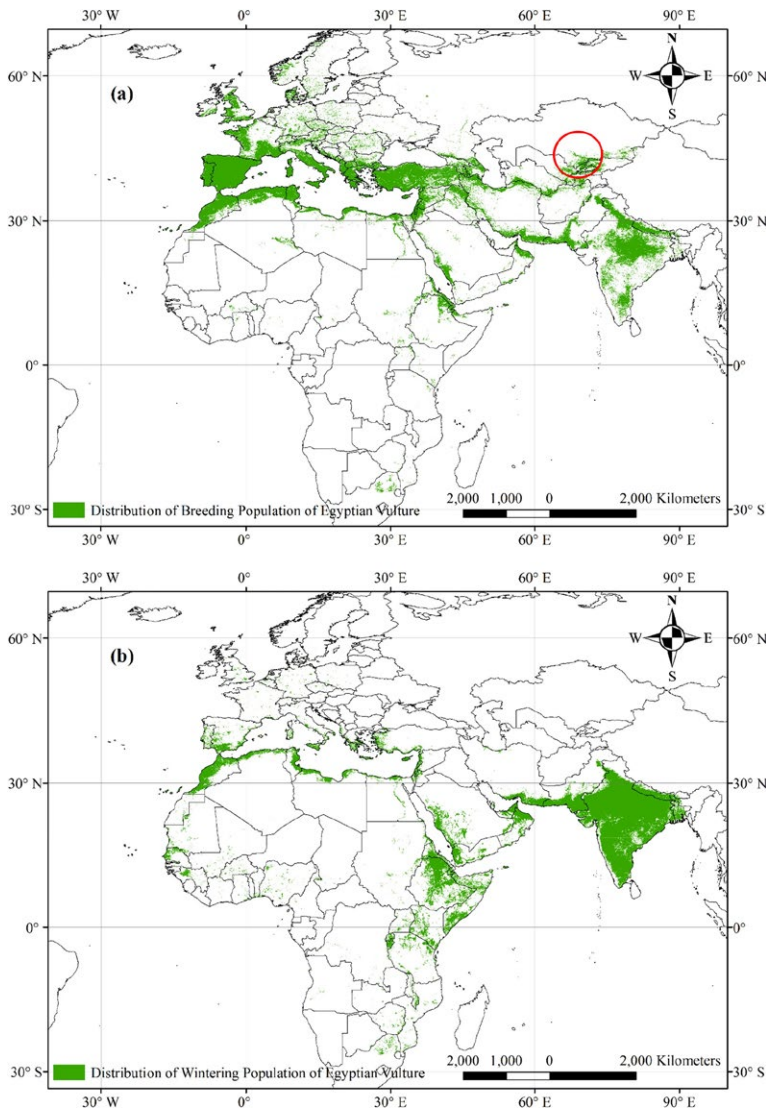 30° W 0° 30° E 60° E 90° E
60° N
(a)
N
W E
S
60° N
30° N
30° N
0°
0°
2,000 1,000 0 2,000 Kilometers
30° S
Distribution of Breeding Population of Egyptian Vulture
30° S
30° W 0° 30° E 60° E 90° E
30° W 0° 30° E 60° E 90° E
60° N
(b)
N
W E
S
60° N
30° N
30° N
0°
0°
2,000 1,000 0 2,000 Kilometers
30° S
Distribution of Wintering Population of Egyptian Vulture
30° S
30° W 0° 30° E 60° E 90° E